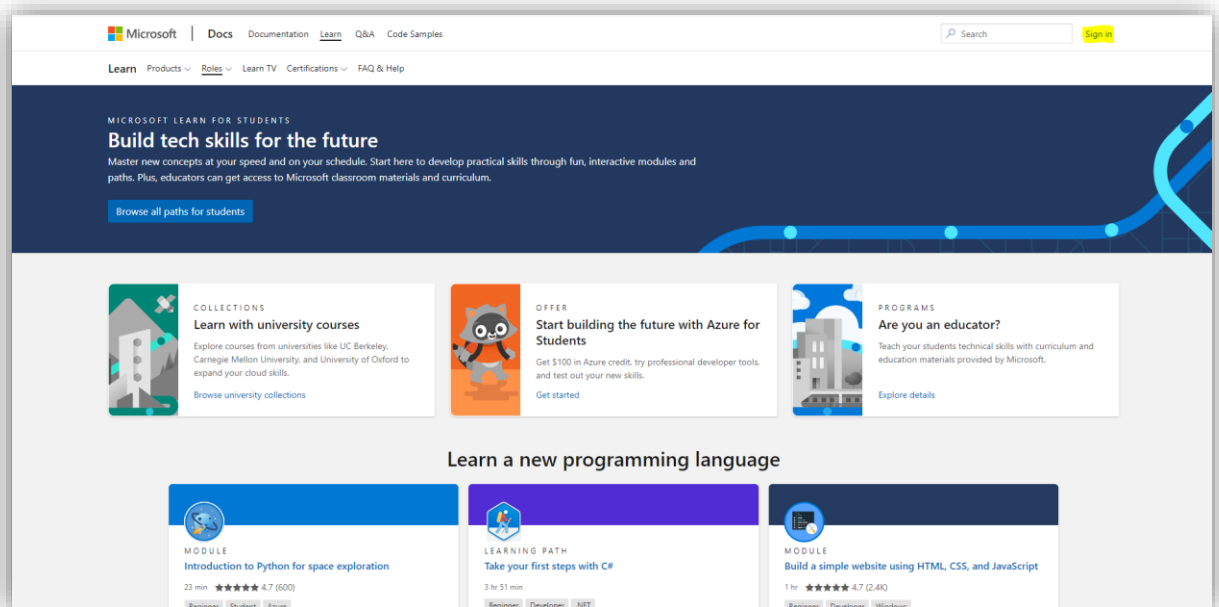 Microsoft Docs Documentation Learn Q&A Code Samples Search Sign in
Learn Products Roles Learn TV Certifications FAQ & Help
MICROSOFT LEARN FOR STUDENTS
Build tech skills for the future
Master new concepts at your speed and on your schedule. Start here to develop practical skills through fun, interactive modules and
paths. Plus, educators can get access to Microsoft classroom materials and curriculum.
Browse all paths for students
COLLECTIONS
Learn with university courses
Explore courses from universities like UC Berkeley,
Carnegie Mellon University, and University of Oxford to
expand your cloud skills.
Browse university collections
OFFER
Start building the future with Azure for
Students
Get $100 in Azure credit, try professional developer tools,
and test out your new skills.
Get started
PROGRAMS
Are you an educator?
Teach your students technical skills with curriculum and
education materials provided by Microsoft.
Explore details
Learn a new programming language
MODULE
Introduction to Python for space exploration
23 min ★★★★★ 4.7 (600)
Beginner Student Azure
LEARNING PATH
Take your first steps with C#
3 hr 51 min
Beginner Developer .NET
MODULE
Build a simple website using HTML, CSS, and JavaScript
1 hr ★★★★★ 4.7 (2.4K)
Beginner Developer Windows